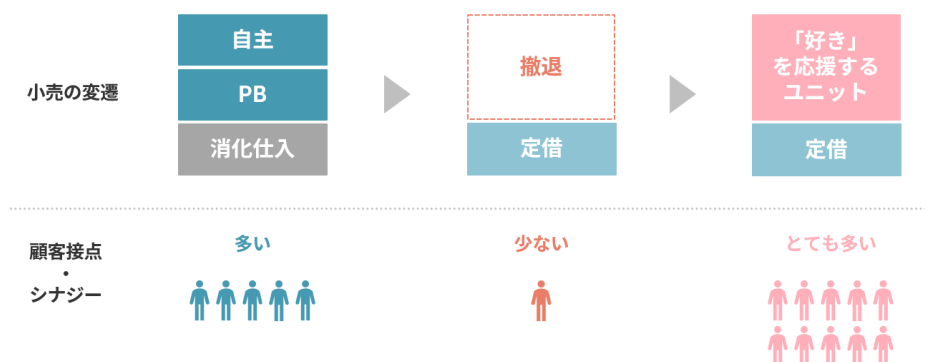 小売の変遷
自主
PB
消化仕入
撤退
定借
「好き」
を応援する
ユニット
定借
顧客接点
・
シナジー
多い
少ない
とても多い